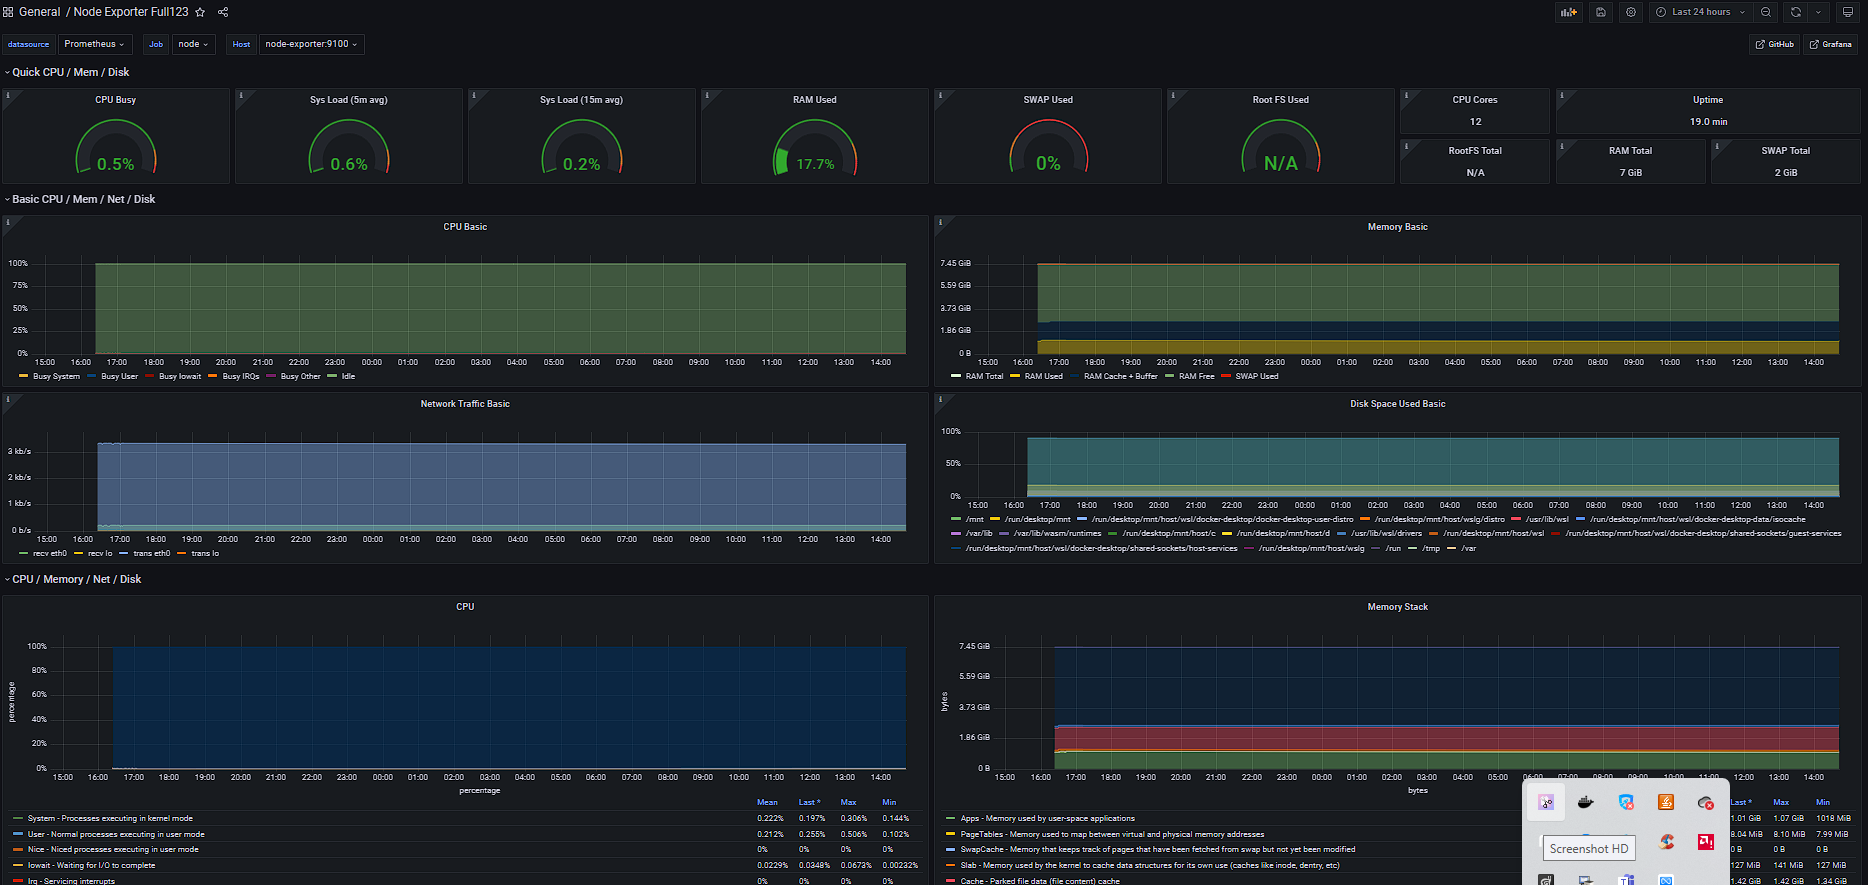 General / Node Exporter Full123
Last 24 hours
datasource Prometheus Job node Host node-exporter:9100
GitHub Grafana
Quick CPU / Mem / Disk
CPU Busy
0.5%
Sys Load (5m avg)
0.6%
Sys Load (15m avg)
0.2%
RAM Used
17.7%
SWAP Used
0%
Root FS Used
N/A
CPU Cores
12
Uptime
19.0 min
RootFS Total
N/A
RAM Total
7 GiB
SWAP Total
2 GiB
Basic CPU / Mem / Net / Disk
CPU Basic
100%
75%
50%
25%
0%
15:00 16:00 17:00 18:00 19:00 20:00 21:00 22:00 23:00 00:00 01:00 02:00 03:00 04:00 05:00 06:00 07:00 08:00 09:00 10:00 11:00 12:00 13:00 14:00
Busy System Busy User Busy Iowait Busy IRQs Busy Other Idle
Memory Basic
7.45 GiB
5.59 GiB
3.73 GiB
1.86 GiB
0 B
15:00 16:00 17:00 18:00 19:00 20:00 21:00 22:00 23:00 00:00 01:00 02:00 03:00 04:00 05:00 06:00 07:00 08:00 09:00 10:00 11:00 12:00 13:00 14:00
RAM Total RAM Used RAM Cache + Buffer RAM Free SWAP Used
Network Traffic Basic
3 kb/s
2 kb/s
1 kb/s
0 b/s
15:00 16:00 17:00 18:00 19:00 20:00 21:00 22:00 23:00 00:00 01:00 02:00 03:00 04:00 05:00 06:00 07:00 08:00 09:00 10:00 11:00 12:00 13:00 14:00
recv eth0 recv lo trans eth0 trans lo
Disk Space Used Basic
100%
50%
0%
15:00 16:00 17:00 18:00 19:00 20:00 21:00 22:00 23:00 00:00 01:00 02:00 03:00 04:00 05:00 06:00 07:00 08:00 09:00 10:00 11:00 12:00 13:00 14:00
/mnt /run/desktop/mnt /run/desktop/mnt/host/wsl/docker-desktop/docker-desktop-user-distro /run/desktop/mnt/host/wslg/distro /usr/lib/wsl /run/desktop/mnt/host/wsl/docker-desktop-data/isocache
/var/lib /var/lib/wasm/runtimes /run/desktop/mnt/host/c /run/desktop/mnt/host/d /usr/lib/wsl/drivers /run/desktop/mnt/host/wsl /run/desktop/mnt/host/wsl/docker-desktop/shared-sockets/guest-services
/run/desktop/mnt/host/wsl/docker-desktop/shared-sockets/host-services /run/desktop/mnt/host/wslg /run /tmp /var
CPU / Memory / Net / Disk
CPU
percentage
100%
80%
60%
40%
20%
0%
15:00 16:00 17:00 18:00 19:00 20:00 21:00 22:00 23:00 00:00 01:00 02:00 03:00 04:00 05:00 06:00 07:00 08:00 09:00 10:00 11:00 12:00 13:00 14:00
percentage
Mean Last * Max Min
System - Processes executing in kernel mode 0.222% 0.197% 0.306% 0.144%
User - Normal processes executing in user mode 0.212% 0.255% 0.506% 0.102%
Nice - Niced processes executing in user mode 0% 0% 0% 0%
Iowait - Waiting for I/O to complete 0.0229% 0.0348% 0.0673% 0.00232%
Irq - Servicing interrupts 0% 0% 0% 0%
Memory Stack
bytes
7.45 GiB
5.59 GiB
3.73 GiB
1.86 GiB
0 B
15:00 16:00 17:00 18:00 19:00 20:00 21:00 22:00 23:00 00:00 01:00 02:00 03:00 04:00 05:00 06:00 07:00 08:00 09:00 10:00 11:00 12:00 13:00 14:00
bytes
Last * Max Min
Apps - Memory used by user-space applications 1.01 GiB 1.07 GiB 1018 MiB
PageTables - Memory used to map between virtual and physical memory addresses 8.04 MiB 8.10 MiB 7.99 MiB
SwapCache - Memory that keeps track of pages that have been fetched from swap but not yet been modified 0 B 0 B 0 B
Slab - Memory used by the kernel to cache data structures for its own use (caches like inode, dentry, etc) 127 MiB 141 MiB 127 MiB
Cache - Parked file data (file content) cache 1.42 GiB 1.42 GiB 1.34 GiB
Screenshot HD